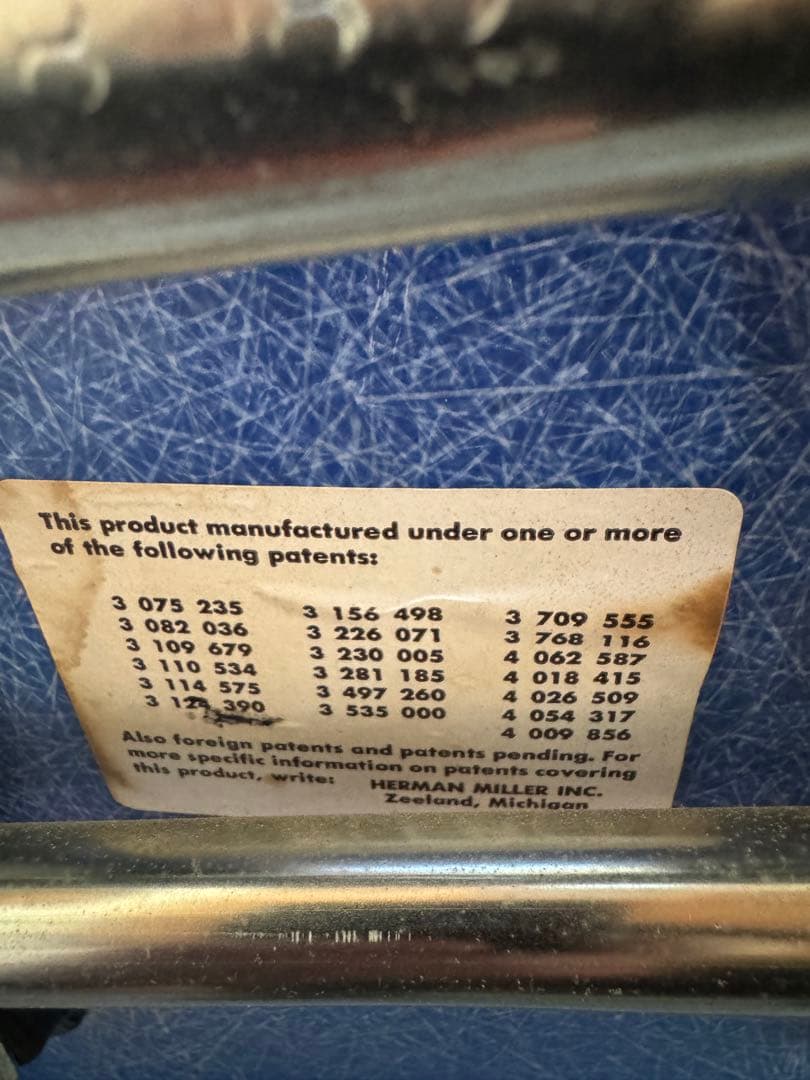 This product manufactured under one or more
of the following patents:
3 075 235 3 156 498 3 709 555
3 082 036 3 226 071 3 768 116
3 109 679 3 230 005 4 062 587
3 110 534 3 281 185 4 018 415
3 114 575 3 497 260 4 026 509
3 124 390 3 535 000 4 054 317
4 009 856
Also foreign patents and patents pending. For
more specific information on patents covering
this product, write: HERMAN MILLER INC.
Zeeland, Michigan